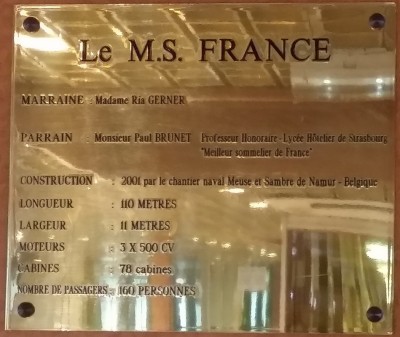 Le M.S. FRANCE
MARRAINE : Madame Ria GERNER
PARRAIN : Monsieur Paul BRUNET Professeur Honoraire - Lycée Hôtelier de Strasbourg
"Meilleur sommelier de France"
CONSTRUCTION : 2001 par le chantier naval Meuse et Sambre de Namur - Belgique
LONGUEUR : 110 METRES
LARGEUR : 11 METRES
MOTEURS : 3 X 500 CV
CABINES : 78 cabines
NOMBRE DE PASSAGERS : 160 PERSONNES